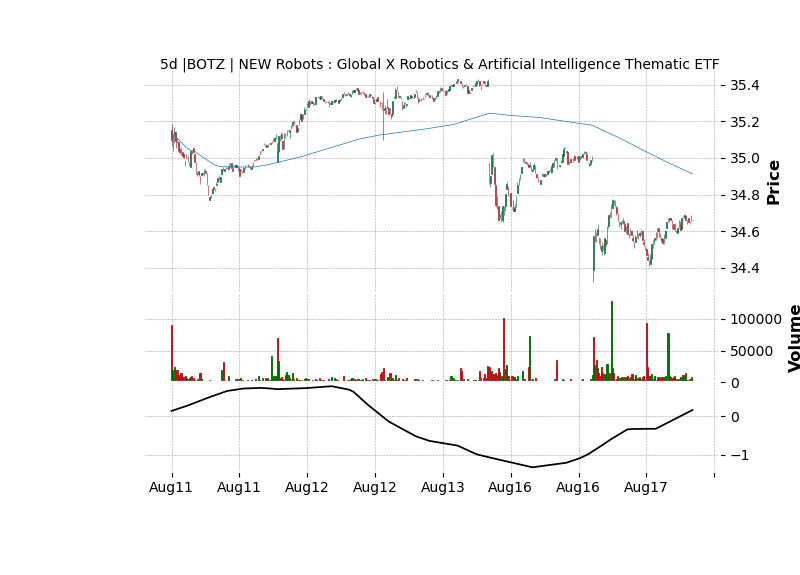 5d |BOTZ | NEW Robots : Global X Robotics & Artificial Intelligence Thematic ETF
35.4
35.2
35.0
34.8
34.6
34.4
Price
100000
50000
0
Volume
0
−1
Aug11
Aug11
Aug12
Aug12
Aug13
Aug16
Aug16
Aug17